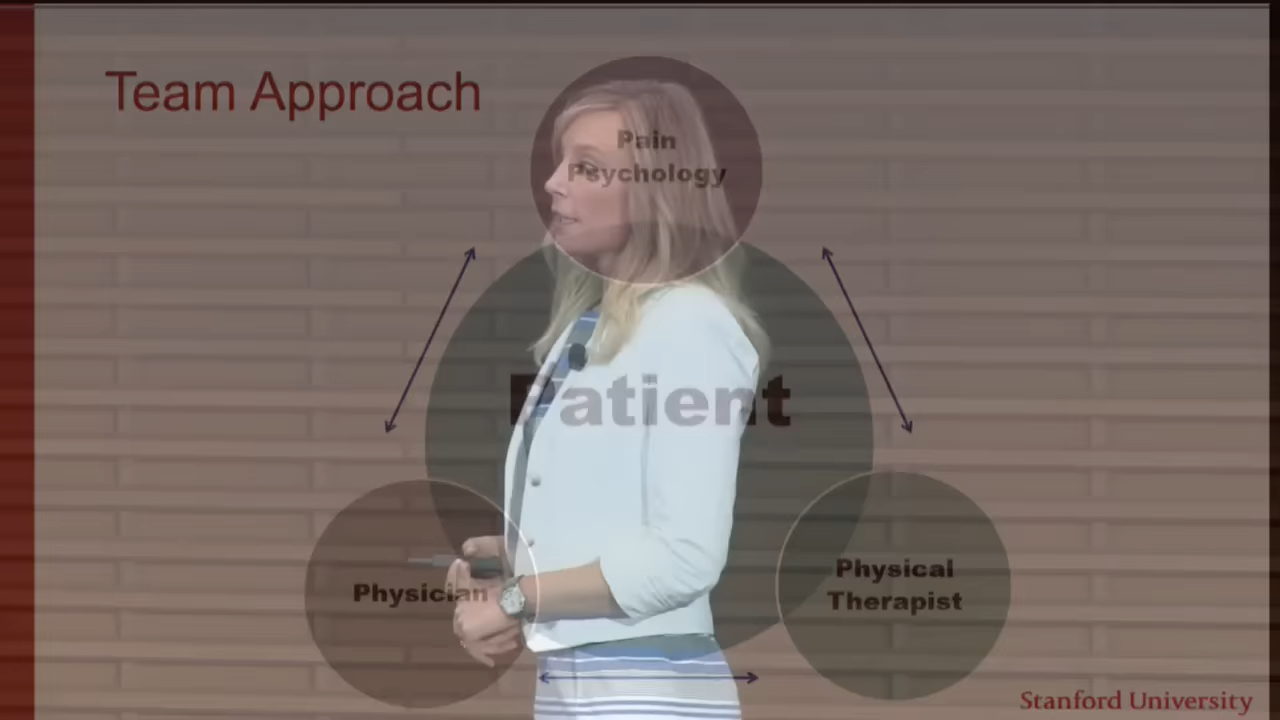 Team Approach
Pain
Psychology
Patient
Physician
Physical
Therapist
Stanford University